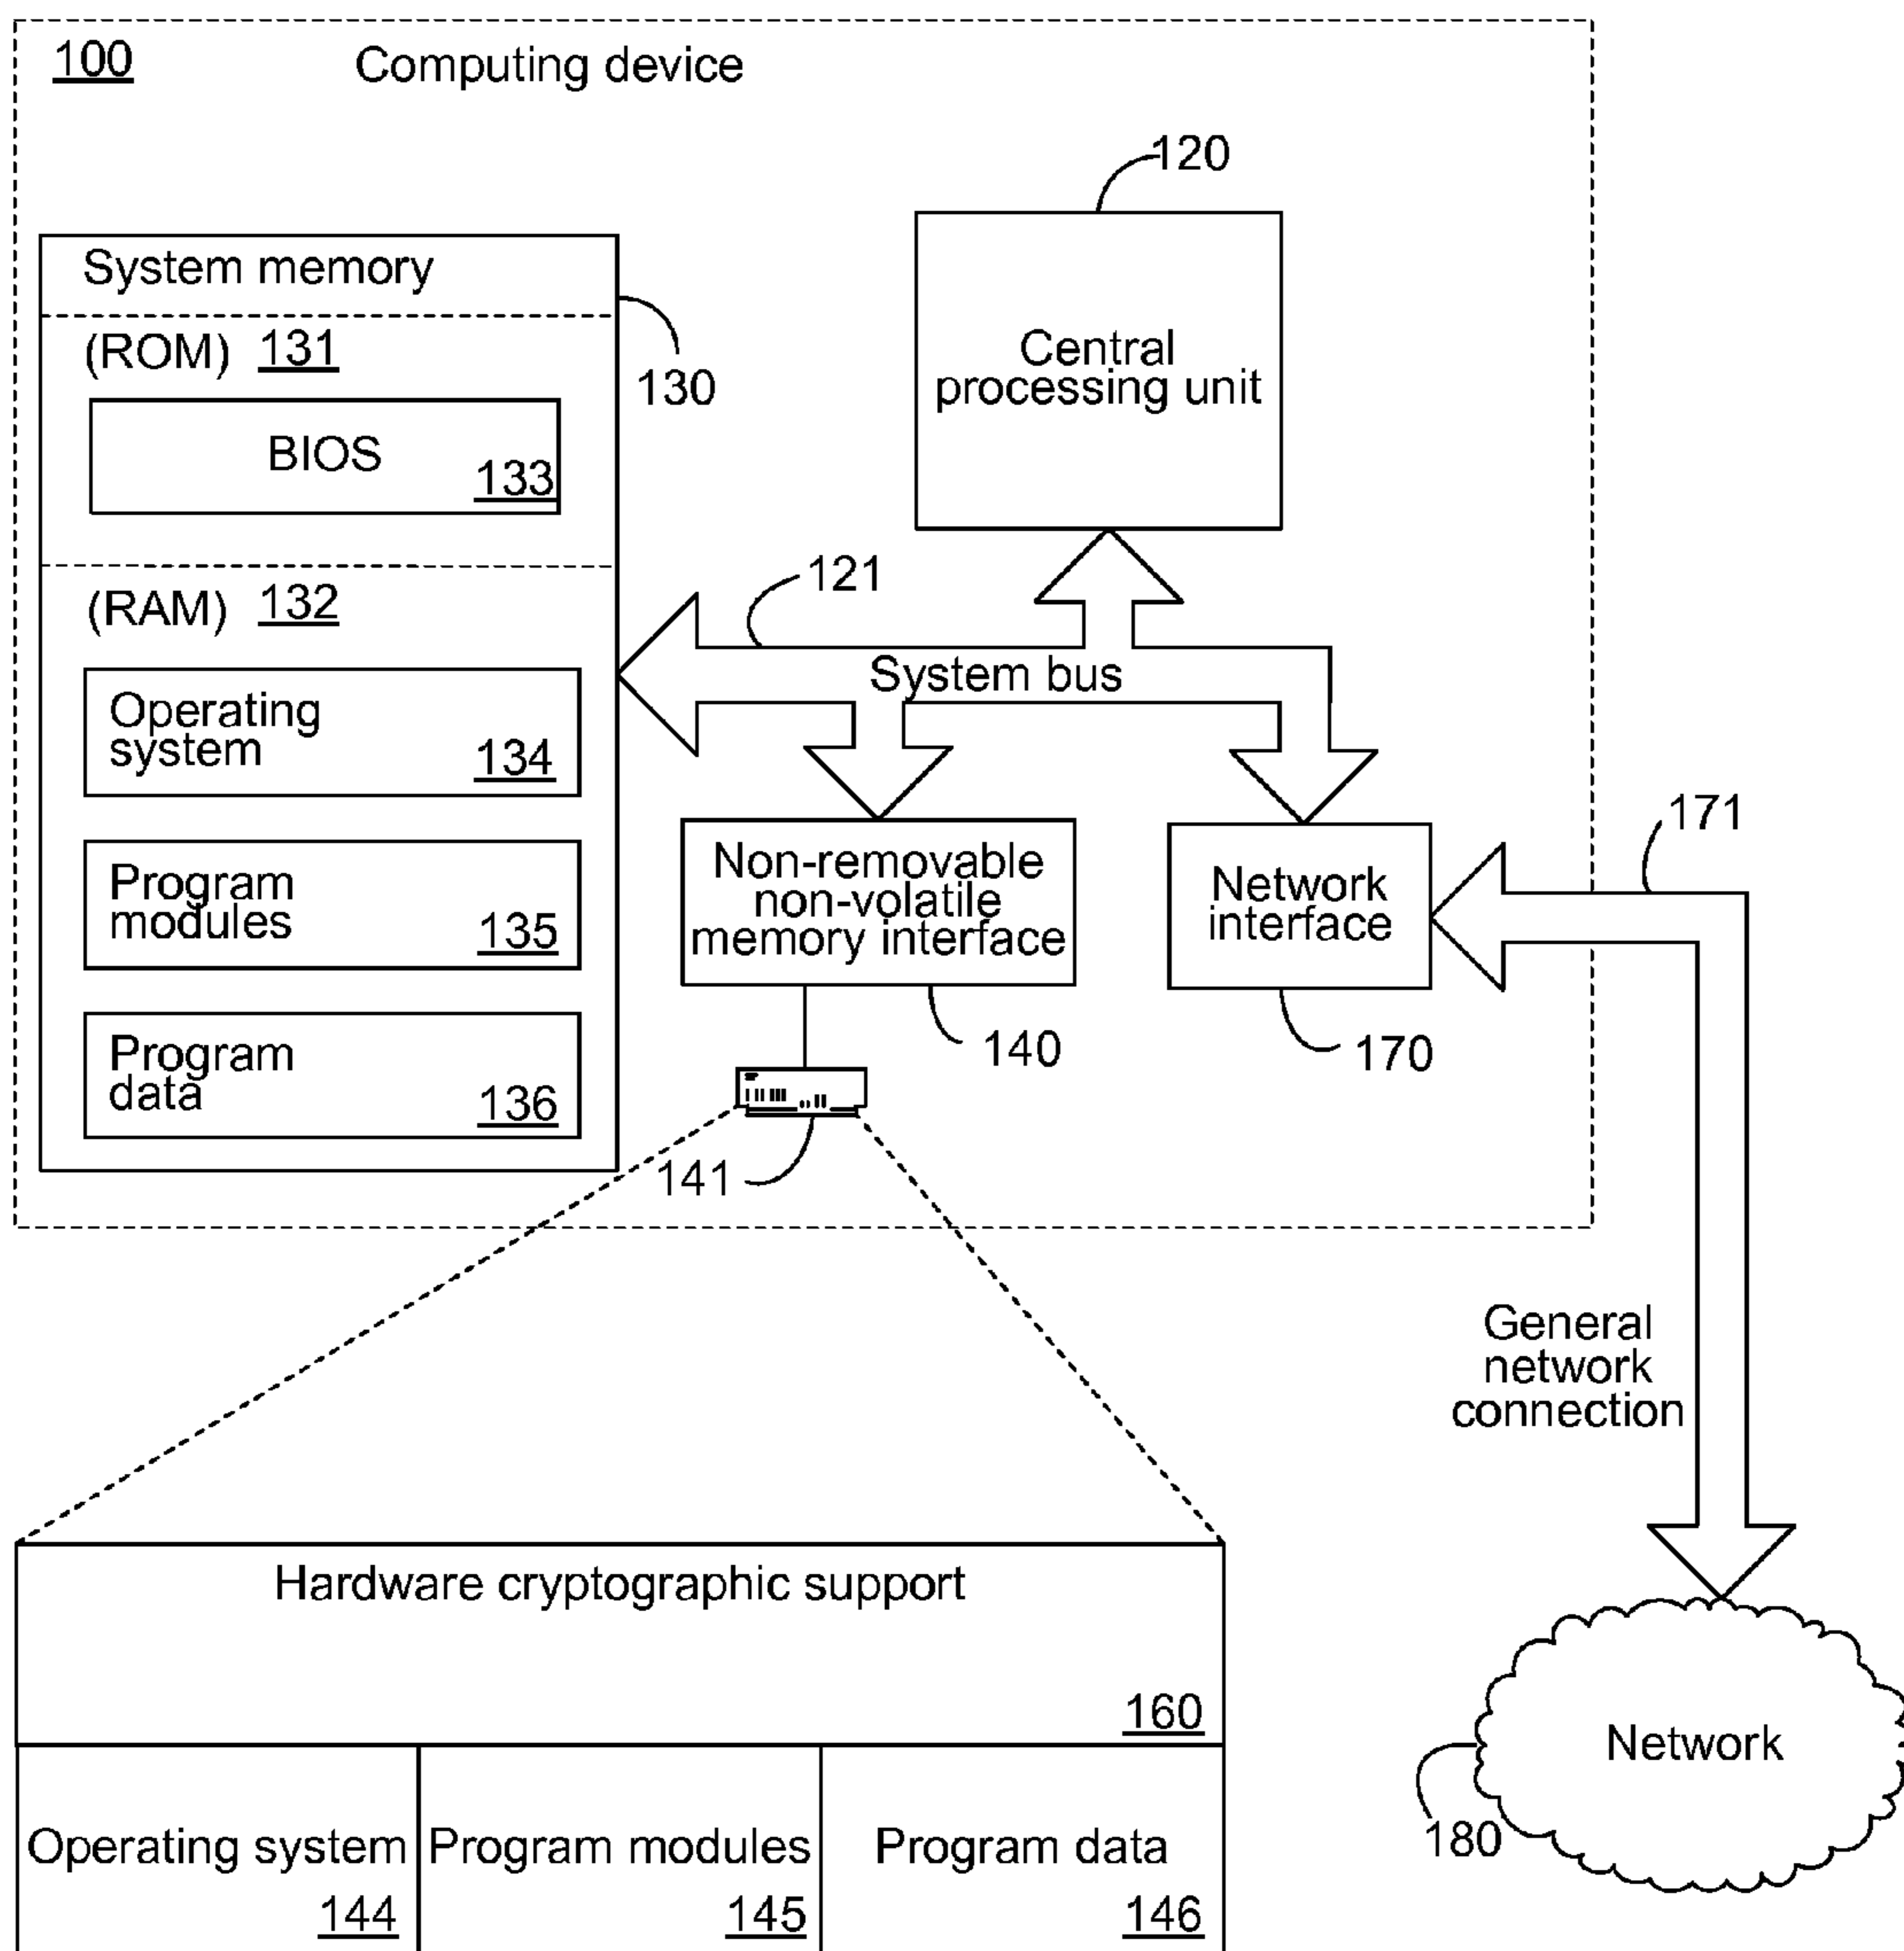 100
Computing device
120
System memory
(ROM) 131
130
Central
processing unit
BIOS
133
121
(RAM) 132
System bus
Operating
system
134
171
Non-removable
non-volatile
memory interface
Network
interface
Program
modules
135
140
170
Program
data
136
141
General
network
connection
Hardware cryptographic support
160
Network
180
Operating system
144
Program modules
145
Program data
146